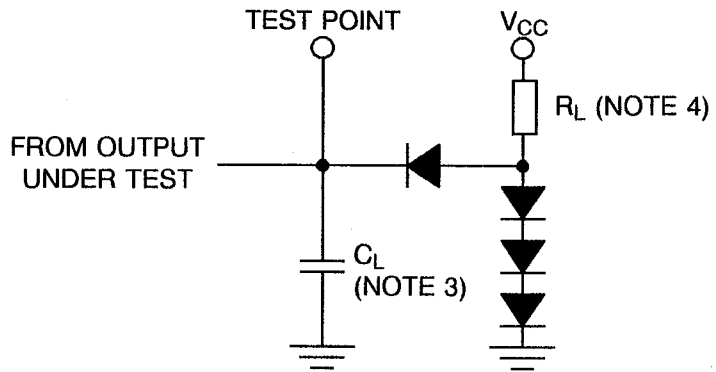 TEST POINT
VCC
RL (NOTE 4)
FROM OUTPUT
UNDER TEST
CL
(NOTE 3)